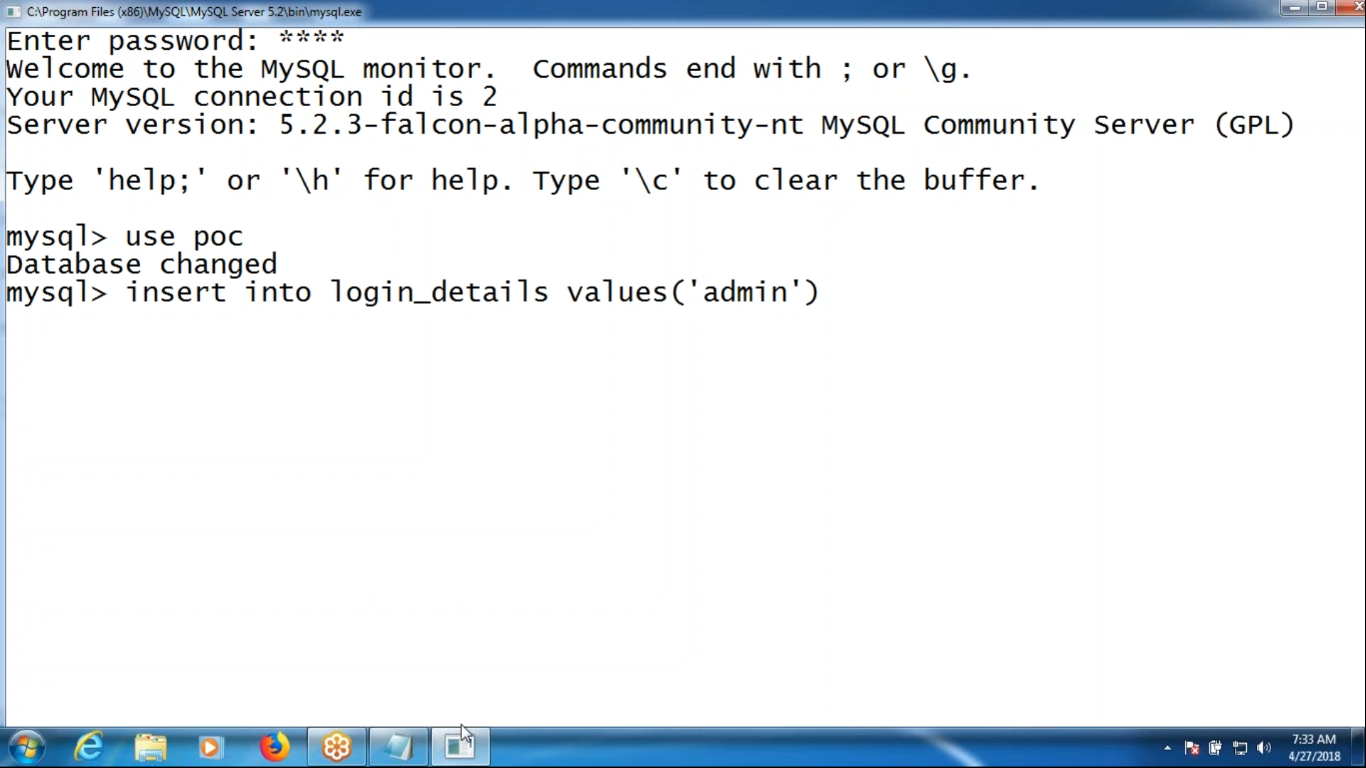 C:\Program Files (x86)\MySQL\MySQL Server 5.2\bin\mysql.exe
Enter password: ****
Welcome to the MySQL monitor.  Commands end with ; or \g.
Your MySQL connection id is 2
Server version: 5.2.3-falcon-alpha-community-nt MySQL Community Server (GPL)
Type 'help;' or '\h' for help. Type '\c' to clear the buffer.
mysql> use poc
Database changed
mysql> insert into login_details values('admin')
7:33 AM
4/27/2018